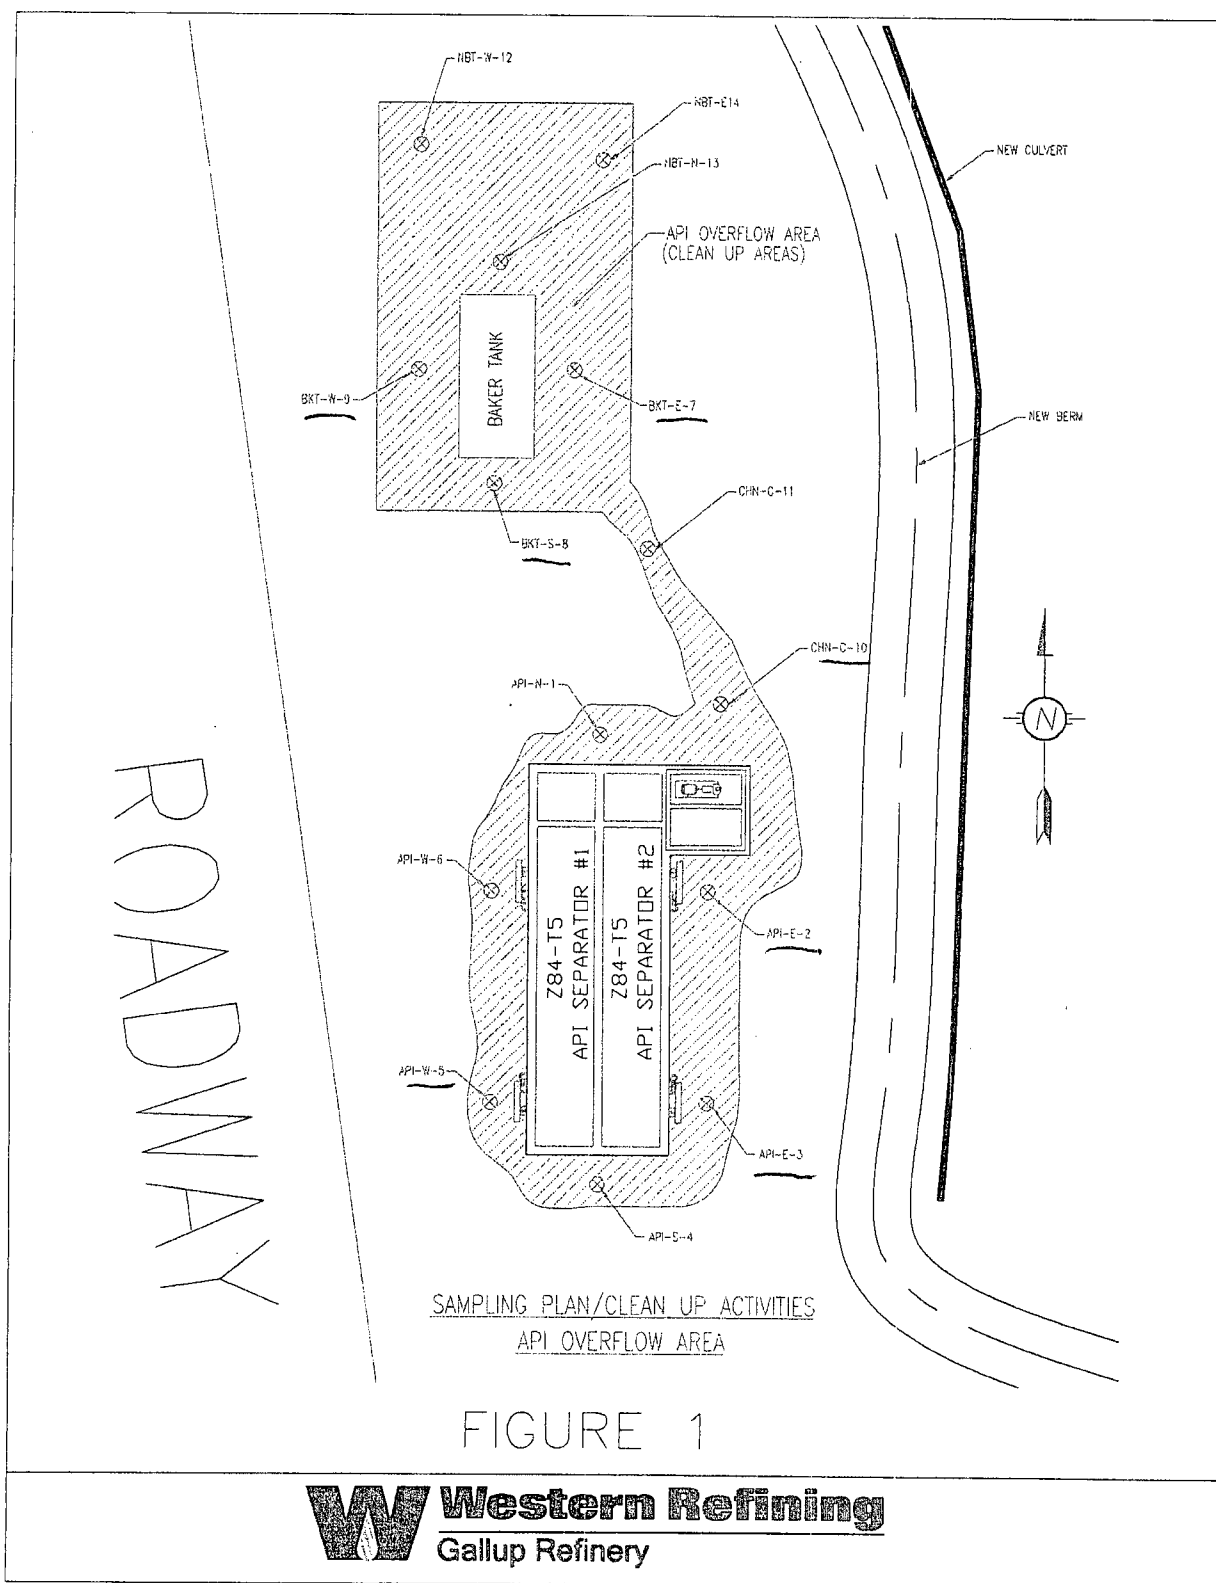 NBT-W-12
NBT-E14
NBT-N-13
NEW CULVERT
API OVERFLOW AREA
(CLEAN UP AREAS)
BAKER TANK
BKT-W-9
BKT-E-7
NEW BERM
CHN-C-11
BKT-S-8
CHN-C-10
API-N-1
N
ROADWAY
API-W-6
Z84-T5
API SEPARATOR #1
Z84-T5
API SEPARATOR #2
API-E-2
API-W-5
API-E-3
API-S-4
SAMPLING PLAN/CLEAN UP ACTIVITIES
API OVERFLOW AREA
FIGURE 1
W Western Refining
Gallup Refinery